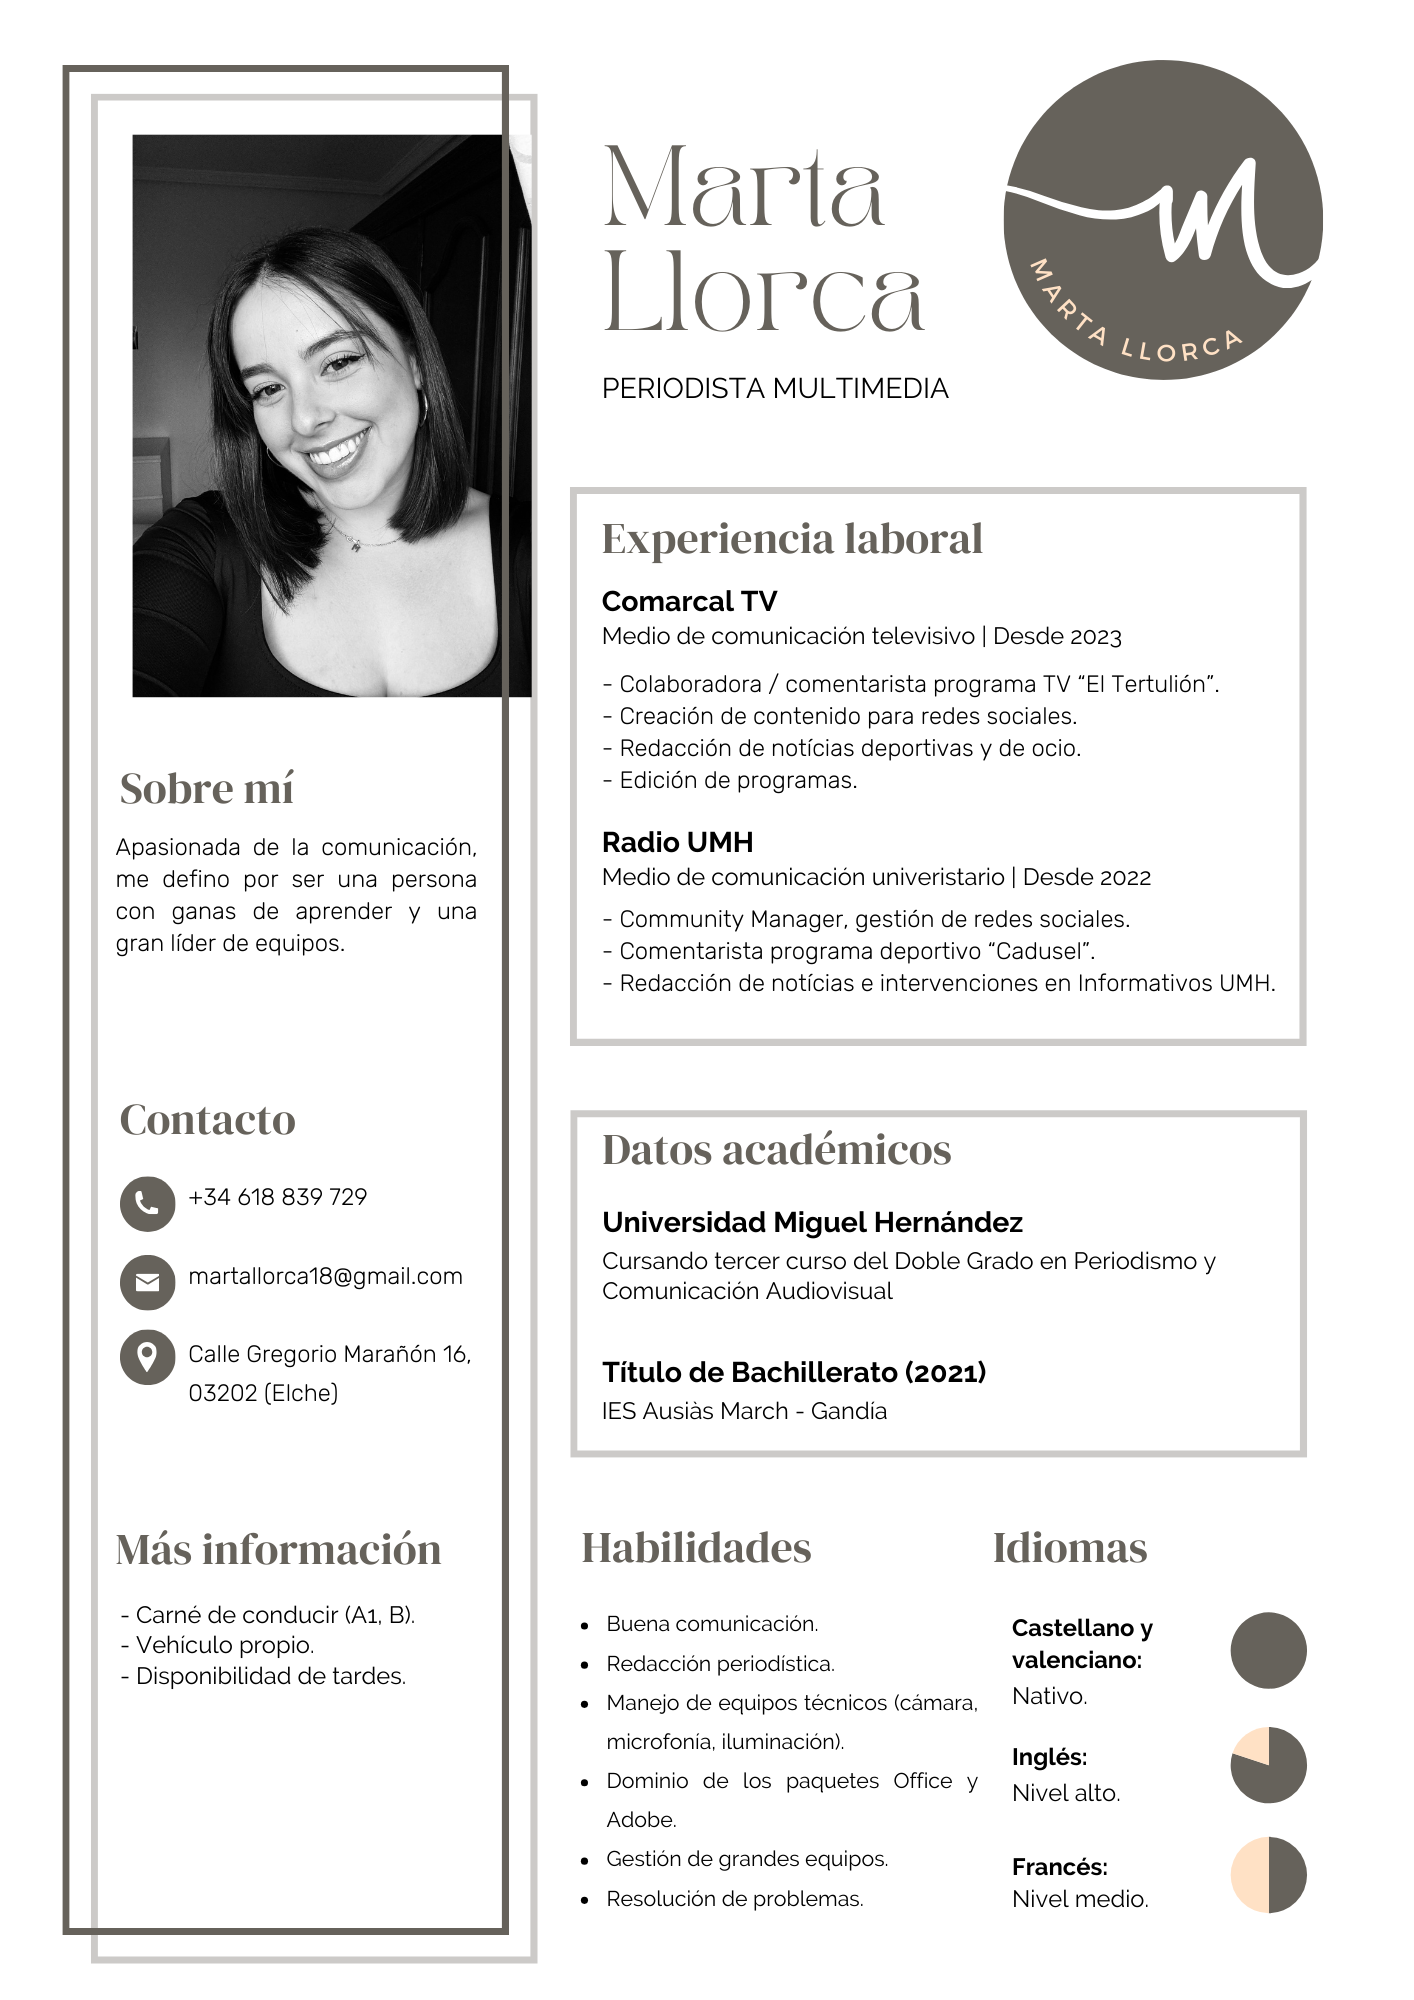 Marta
Llorca
PERIODISTA MULTIMEDIA
m
MARTA LLORCA
Sobre mí
Apasionada de la comunicación,
me defino por ser una persona
con ganas de aprender y una
gran líder de equipos.
Contacto
+34 618 839 729
martallorca18@gmail.com
Calle Gregorio Marañón 16,
03202 (Elche)
Más información
- Carné de conducir (A1, B).
- Vehículo propio.
- Disponibilidad de tardes.
Experiencia laboral
Comarcal TV
Medio de comunicación televisivo | Desde 2023
- Colaboradora / comentarista programa TV “El Tertulión”.
- Creación de contenido para redes sociales.
- Redacción de notícias deportivas y de ocio.
- Edición de programas.
Radio UMH
Medio de comunicación univeristario | Desde 2022
- Community Manager, gestión de redes sociales.
- Comentarista programa deportivo “Cadusel”.
- Redacción de notícias e intervenciones en Informativos UMH.
Datos académicos
Universidad Miguel Hernández
Cursando tercer curso del Doble Grado en Periodismo y
Comunicación Audiovisual
Título de Bachillerato (2021)
IES Ausiàs March - Gandía
Habilidades
• Buena comunicación.
• Redacción periodística.
• Manejo de equipos técnicos (cámara,
microfonía, iluminación).
• Dominio de los paquetes Office y
Adobe.
• Gestión de grandes equipos.
• Resolución de problemas.
Idiomas
Castellano y
valenciano:
Nativo.
Inglés:
Nivel alto.
Francés:
Nivel medio.